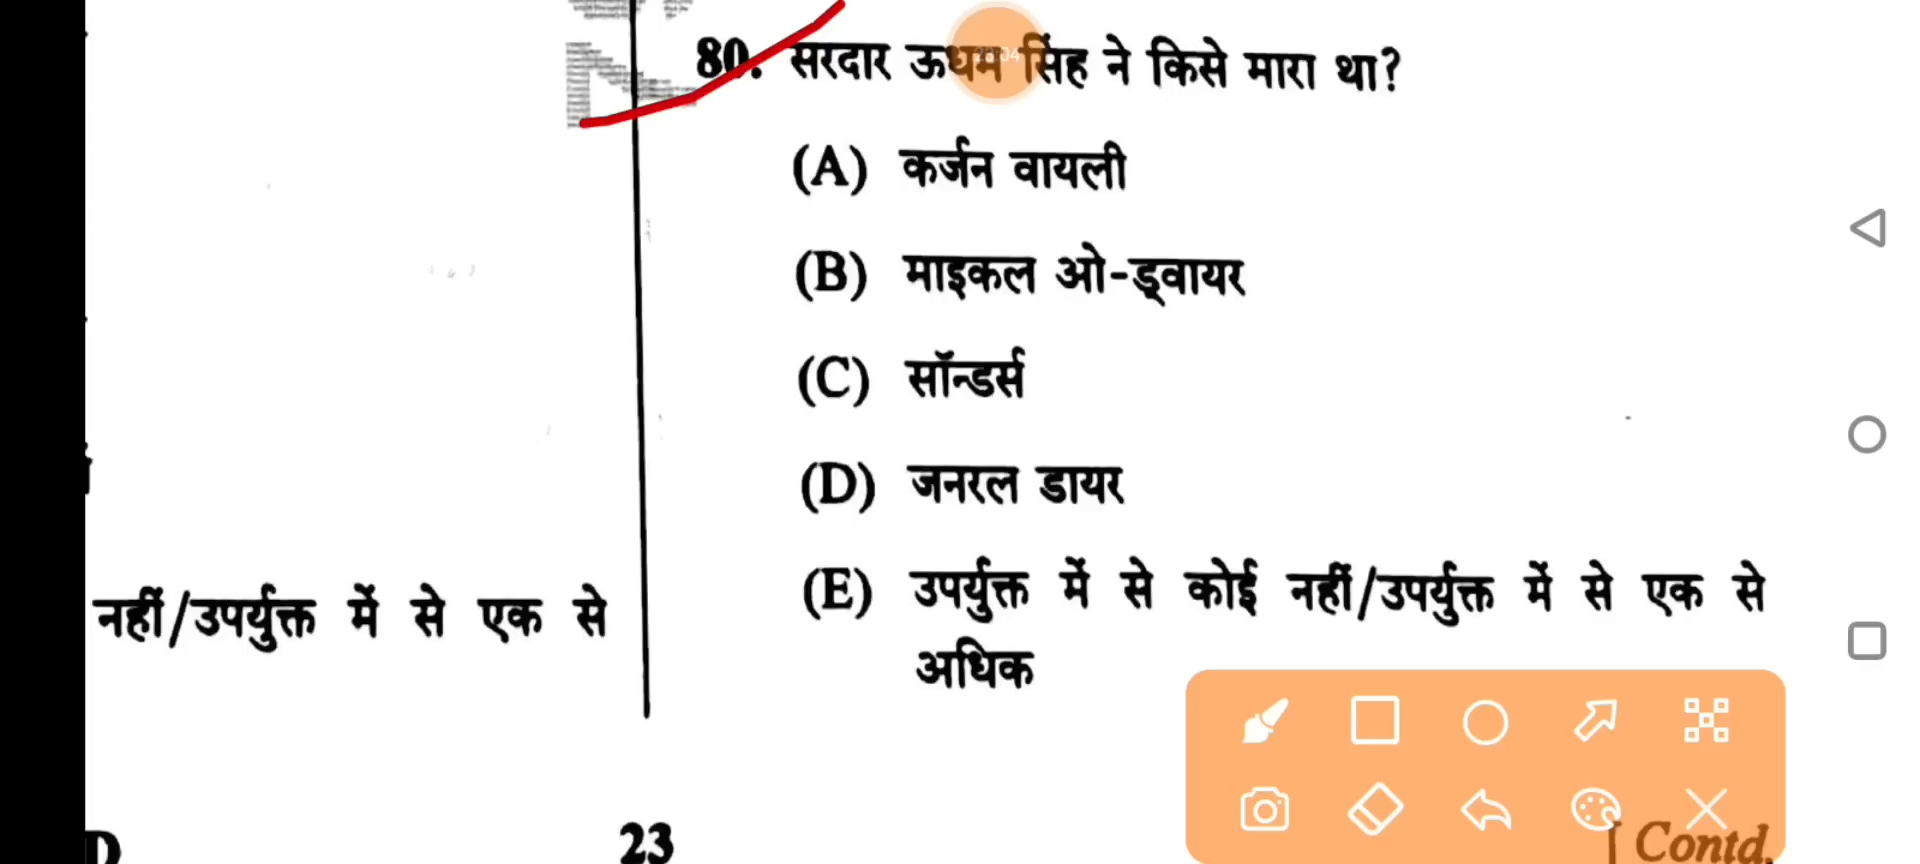 80. सरदार ऊधम सिंह ने किसे मारा था?
(A) कर्जन वायली
(B) माइकल ओ-ड्वायर
(C) सॉन्डर्स
(D) जनरल डायर
(E) उपर्युक्त में से कोई नहीं/उपर्युक्त में से एक से
अधिक
नहीं/उपर्युक्त में से एक से
D
23
[ Contd.